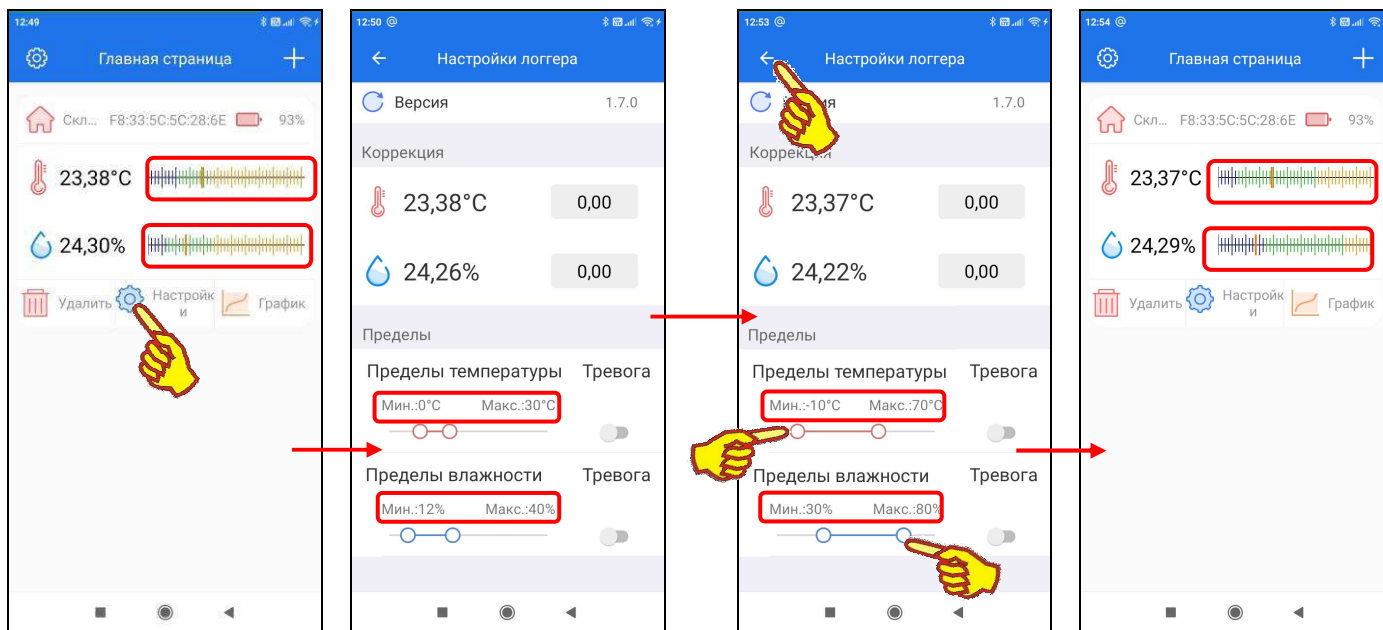 12:49
Главная страница
Скл... F8:33:5C:5C:28:6E 93%
23,38°C
24,30%
Удалить Настройк
и График
12:50 @
Настройки логгера
Версия 1.7.0
Коррекция
23,38°C 0,00
24,26% 0,00
Пределы
Пределы температуры Тревога
Мин.:0°C Макс.:30°C
Пределы влажности Тревога
Мин.:12% Макс.:40%
12:53 @
Настройки логгера
1.7.0
23,37°C 0,00
24,22% 0,00
Пределы
Пределы температуры Тревога
Мин.:-10°C Макс.:70°C
Пределы влажности Тревога
Мин.:30% Макс.:80%
12:54 @
Главная страница
Скл... F8:33:5C:5C:28:6E 93%
23,37°C
24,29%
Удалить Настройк
и График